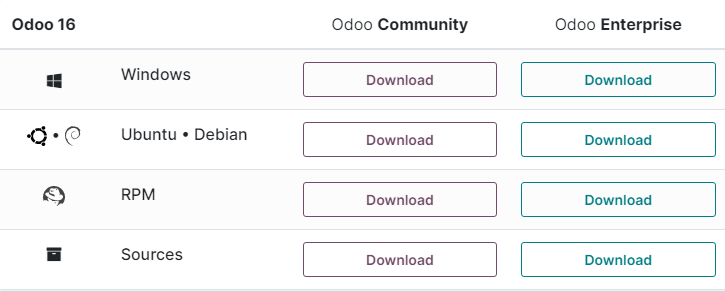 Odoo 16 Odoo Community Odoo Enterprise
Windows Download Download
Ubuntu • Debian Download Download
RPM Download Download
Sources Download Download